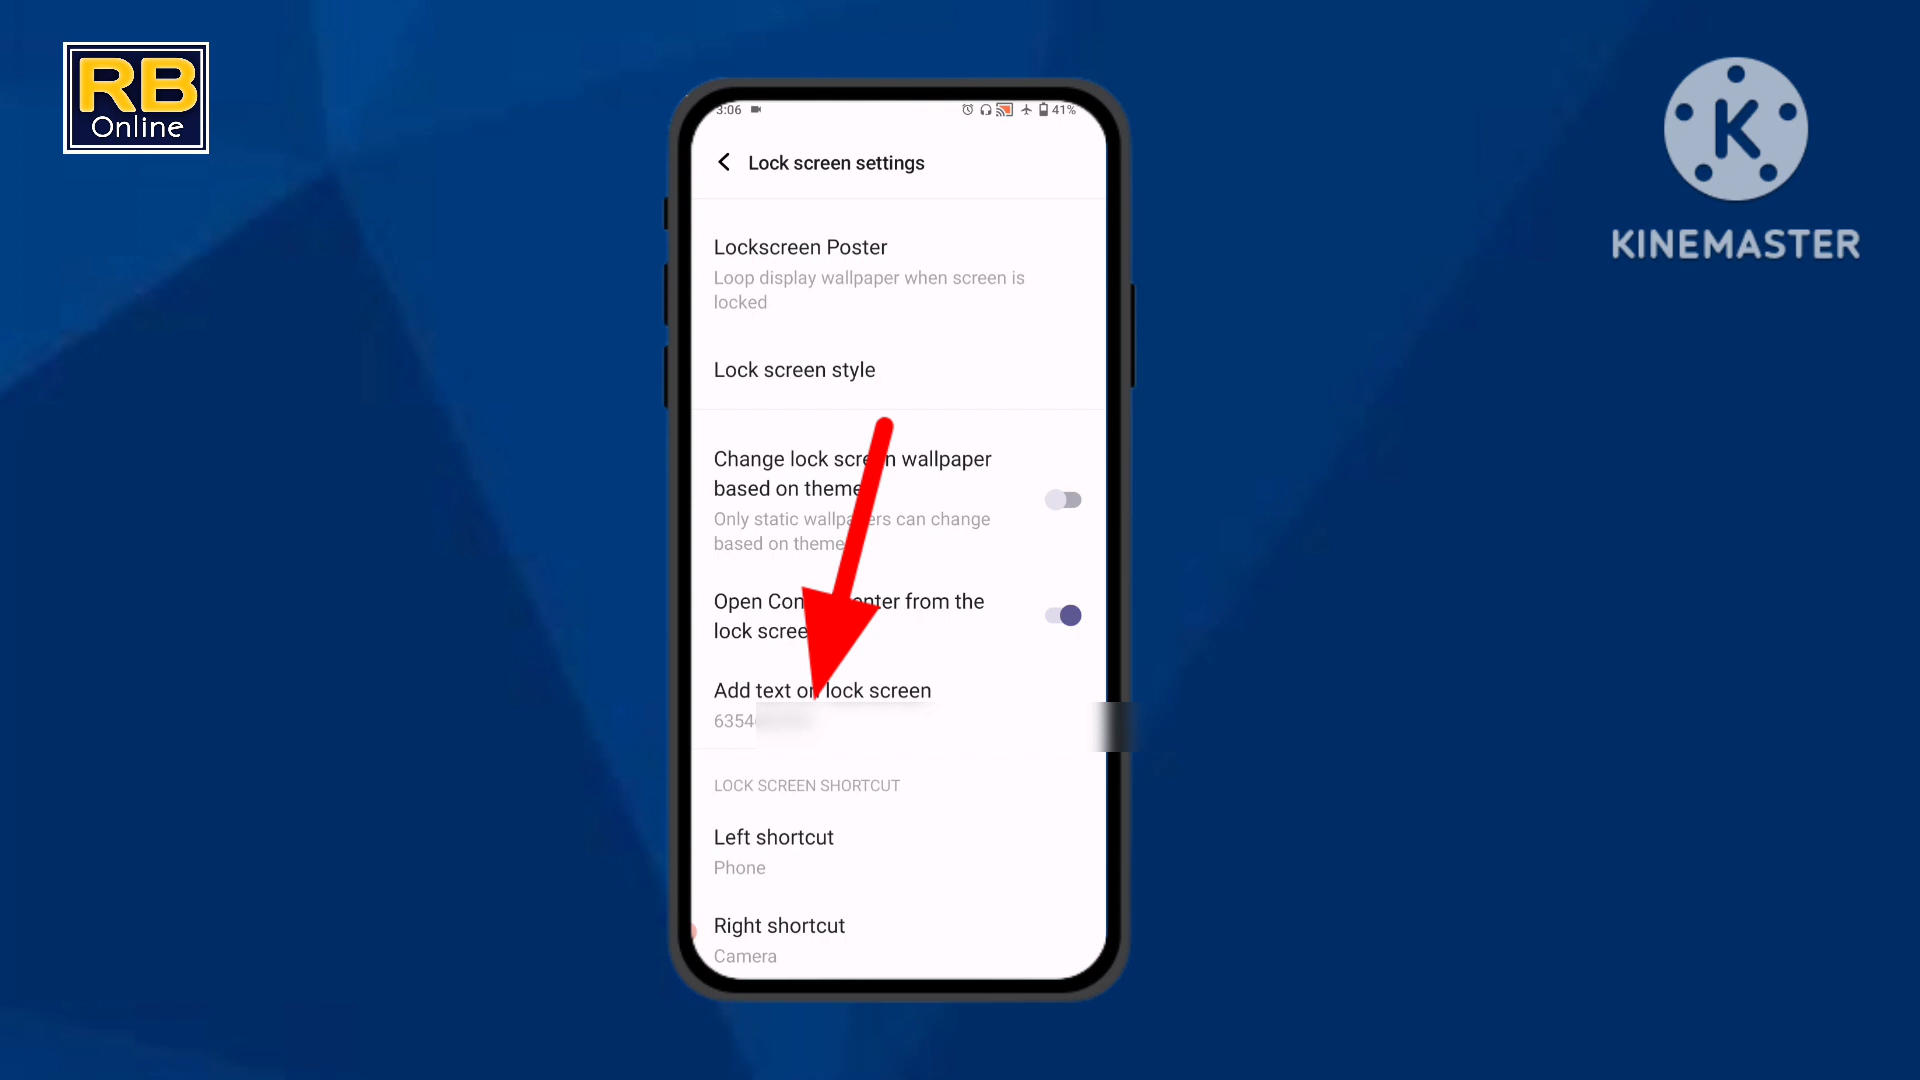 RB
Online
K
KINEMASTER
3:06
41%
Lock screen settings
Lockscreen Poster
Loop display wallpaper when screen is
locked
Lock screen style
Change lock screen wallpaper
based on theme
Only static wallpapers can change
based on theme
Open Control Center from the
lock screen
Add text on lock screen
6354
LOCK SCREEN SHORTCUT
Left shortcut
Phone
Right shortcut
Camera